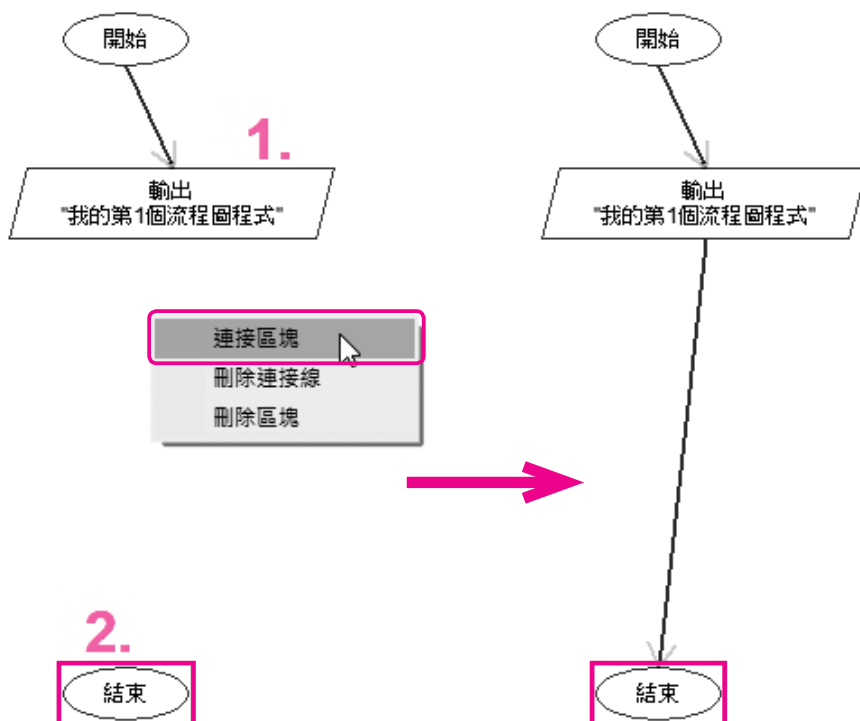 開始
1.
輸出
"我的第1個流程圖程式"
連接區塊
刪除連接線
刪除區塊
2.
結束
開始
輸出
"我的第1個流程圖程式"
結束